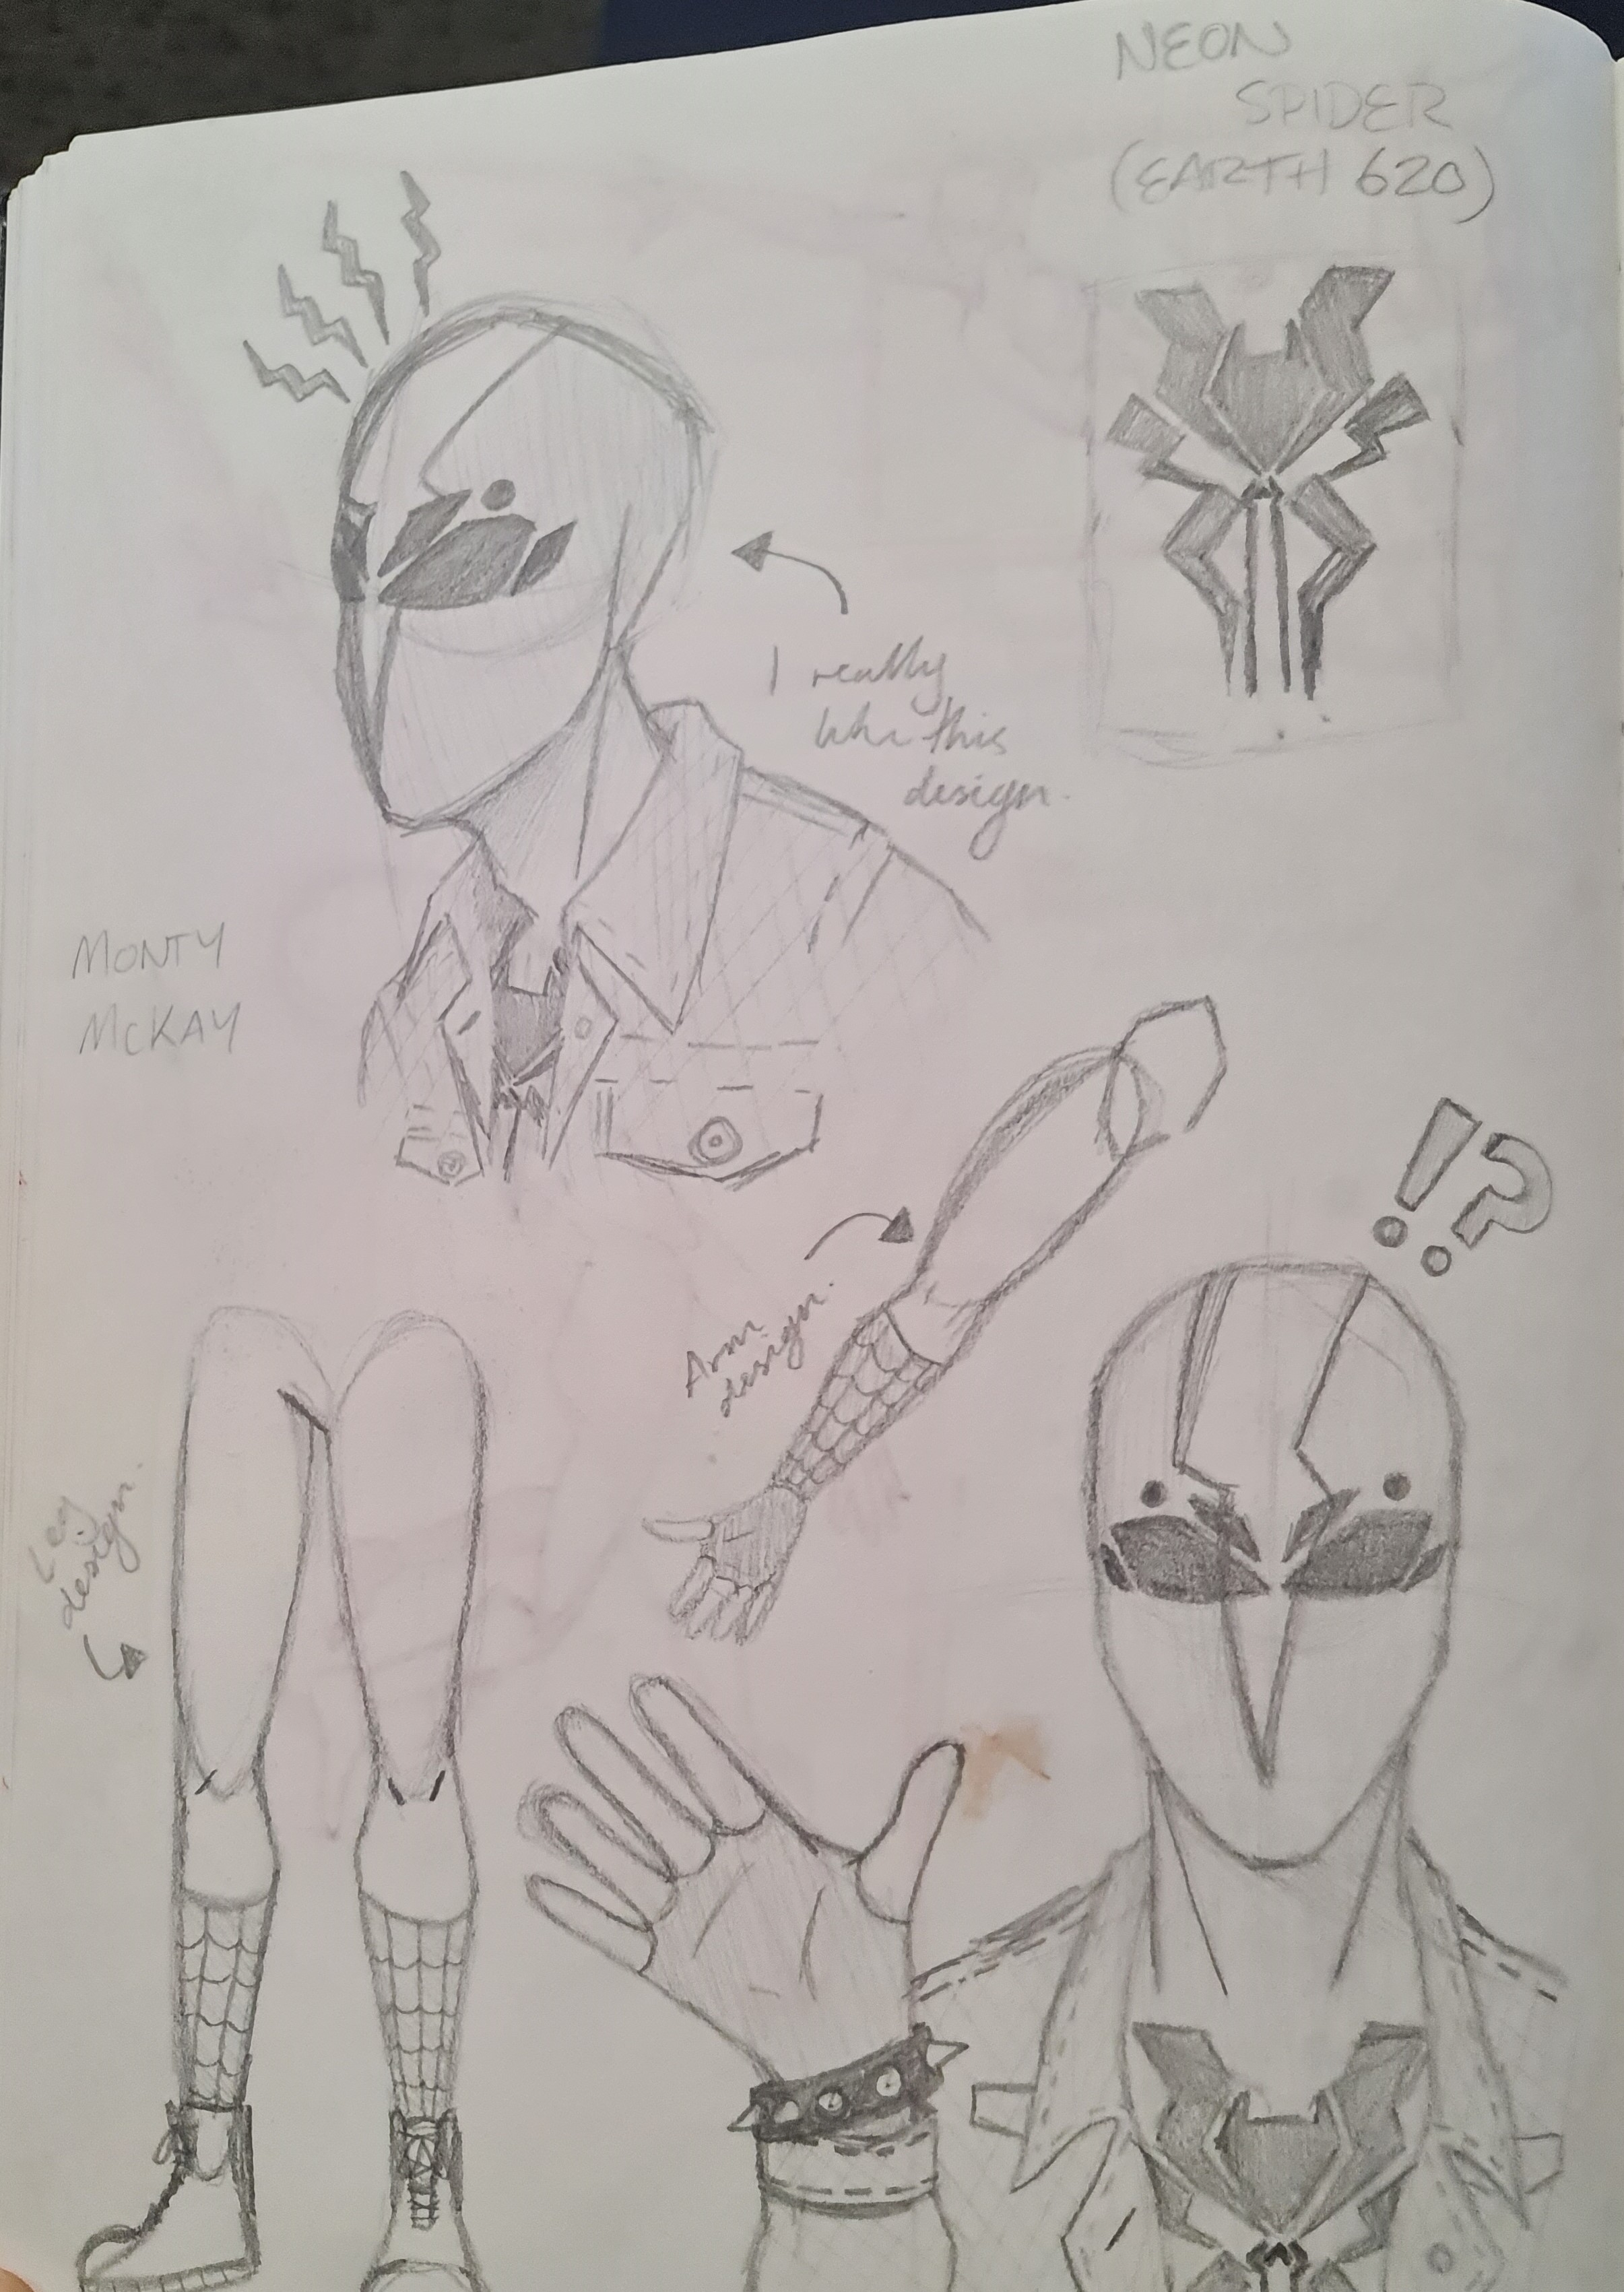 NEON
SPIDER
(EARTH 620)
I really
like this
design.
MONTY
McKAY
Arm
design.
!?
Leg
design.